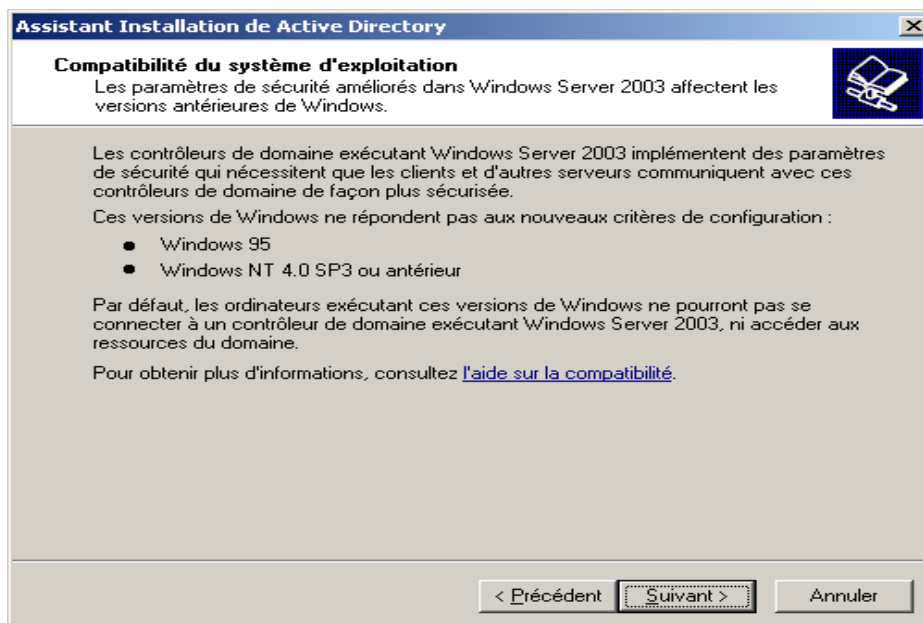 Assistant Installation de Active Directory
Compatibilité du système d'exploitation
Les paramètres de sécurité améliorés dans Windows Server 2003 affectent les
versions antérieures de Windows.
Les contrôleurs de domaine exécutant Windows Server 2003 implémentent des paramètres
de sécurité qui nécessitent que les clients et d'autres serveurs communiquent avec ces
contrôleurs de domaine de façon plus sécurisée.
Ces versions de Windows ne répondent pas aux nouveaux critères de configuration :
● Windows 95
● Windows NT 4.0 SP3 ou antérieur
Par défaut, les ordinateurs exécutant ces versions de Windows ne pourront pas se
connecter à un contrôleur de domaine exécutant Windows Server 2003, ni accéder aux
ressources du domaine.
Pour obtenir plus d'informations, consultez l'aide sur la compatibilité.
< Précédent Suivant > Annuler